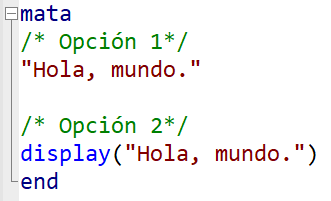 mata
/* Opción 1*/
"Hola, mundo."
/* Opción 2*/
display("Hola, mundo.")
end